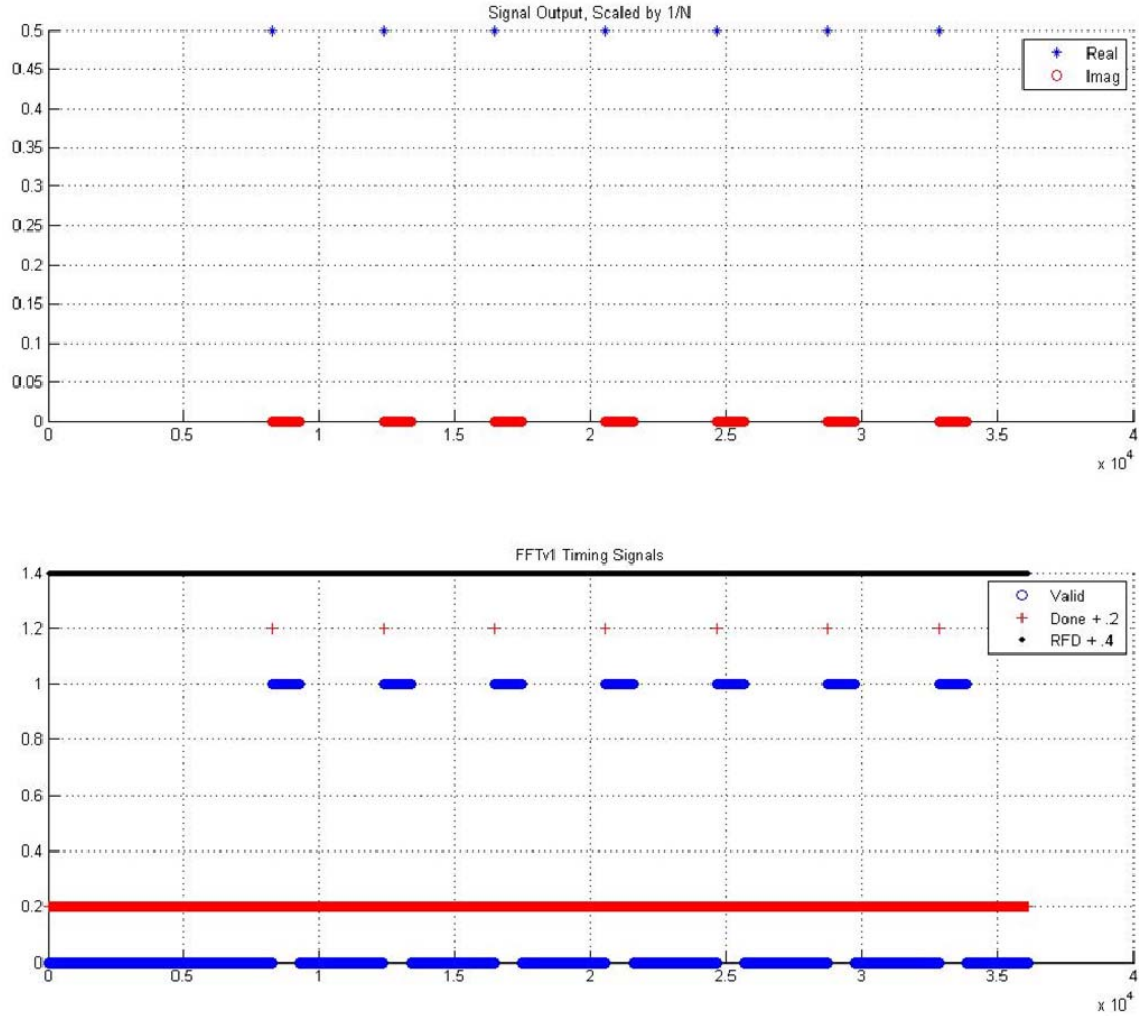 Signal Output, Scaled by 1/N
0.5
0.45
0.4
0.35
0.3
0.25
0.2
0.15
0.1
0.05
0
* Real
o Imag
0 0.5 1 1.5 2 2.5 3 3.5 4
x 10^4
FFTv1 Timing Signals
1.4
1.2
1
0.8
0.6
0.4
0.2
0
Valid
Done + .2
RFD + .4
0 0.5 1 1.5 2 2.5 3 3.5 4
x 10^4